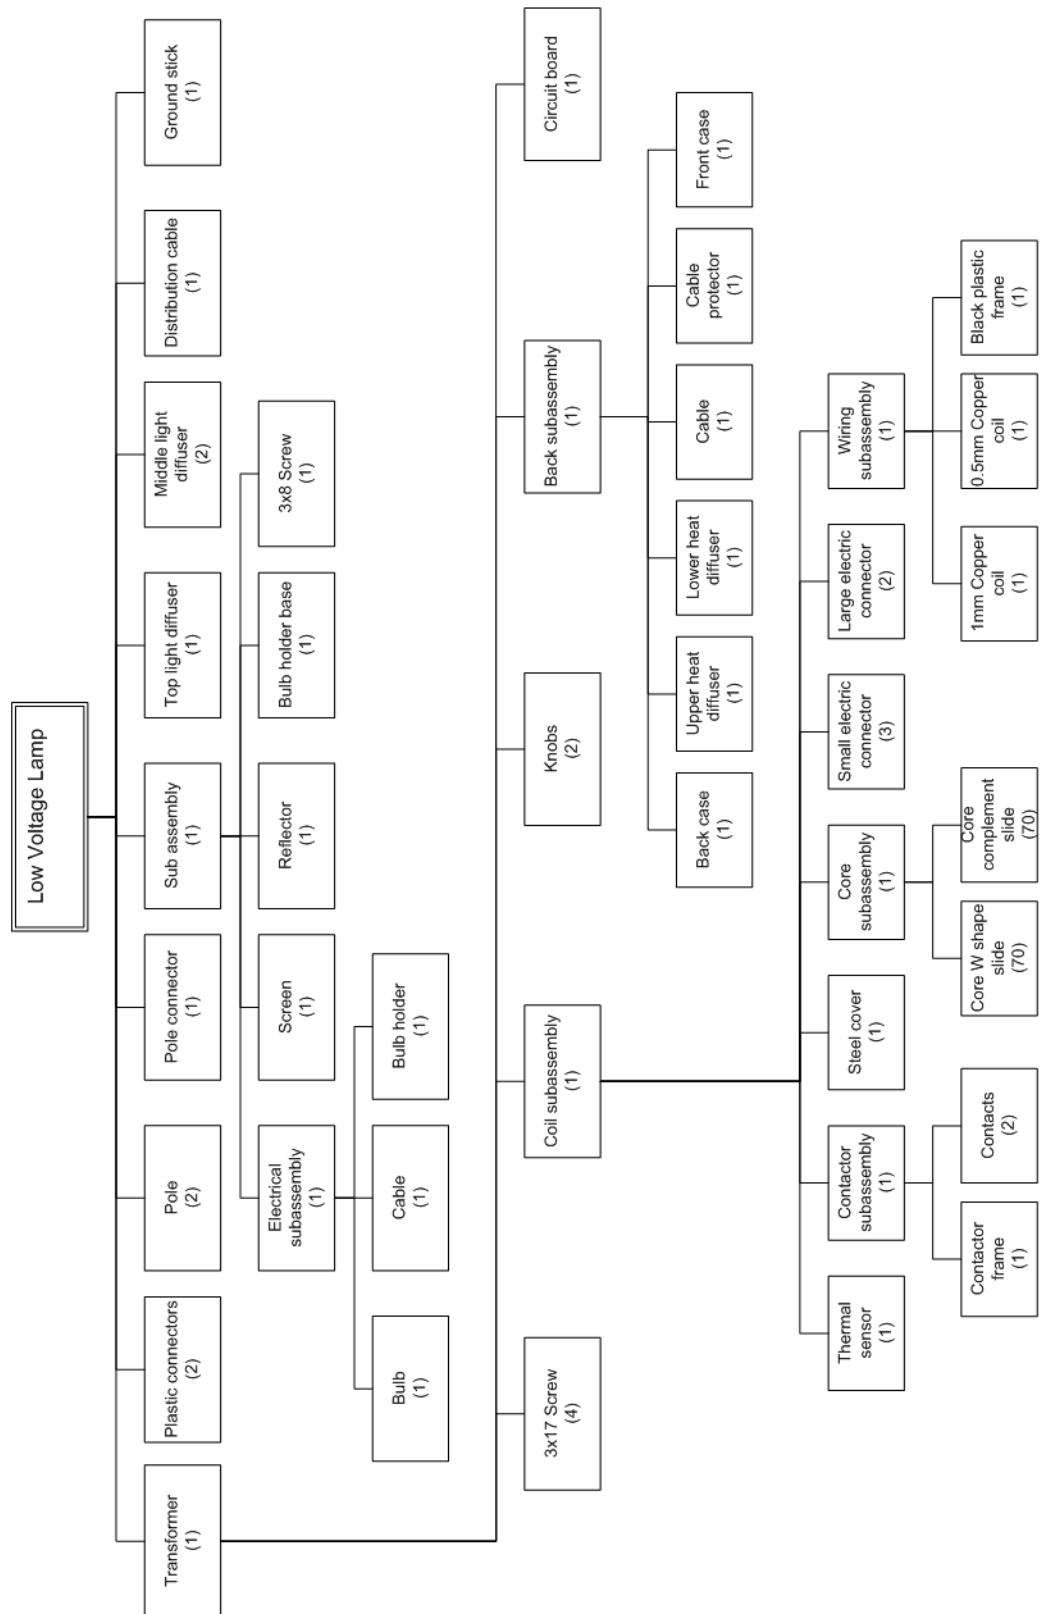 Low Voltage Lamp
Transformer
(1)
Plastic connectors
(2)
Pole
(2)
Pole connector
(1)
Sub assembly
(1)
Top light diffuser
(1)
Middle light
diffuser
(2)
Distribution cable
(1)
Ground stick
(1)
Electrical
subassembly
(1)
Screen
(1)
Reflector
(1)
Bulb holder base
(1)
3x8 Screw
(1)
Bulb
(1)
Cable
(1)
Bulb holder
(1)
3x17 Screw
(4)
Coil subassembly
(1)
Knobs
(2)
Back subassembly
(1)
Circuit board
(1)
Back case
(1)
Upper heat
diffuser
(1)
Lower heat
diffuser
(1)
Cable
(1)
Cable
protector
(1)
Front case
(1)
Thermal
sensor
(1)
Contactor
subassembly
(1)
Steel cover
(1)
Core
subassembly
(1)
Small electric
connector
(3)
Large electric
connector
(2)
Wiring
subassembly
(1)
Contactor
frame
(1)
Contacts
(2)
Core W shape
slide
(70)
Core
complement
slide
(70)
1mm Copper
coil
(1)
0.5mm Copper
coil
(1)
Black plastic
frame
(1)